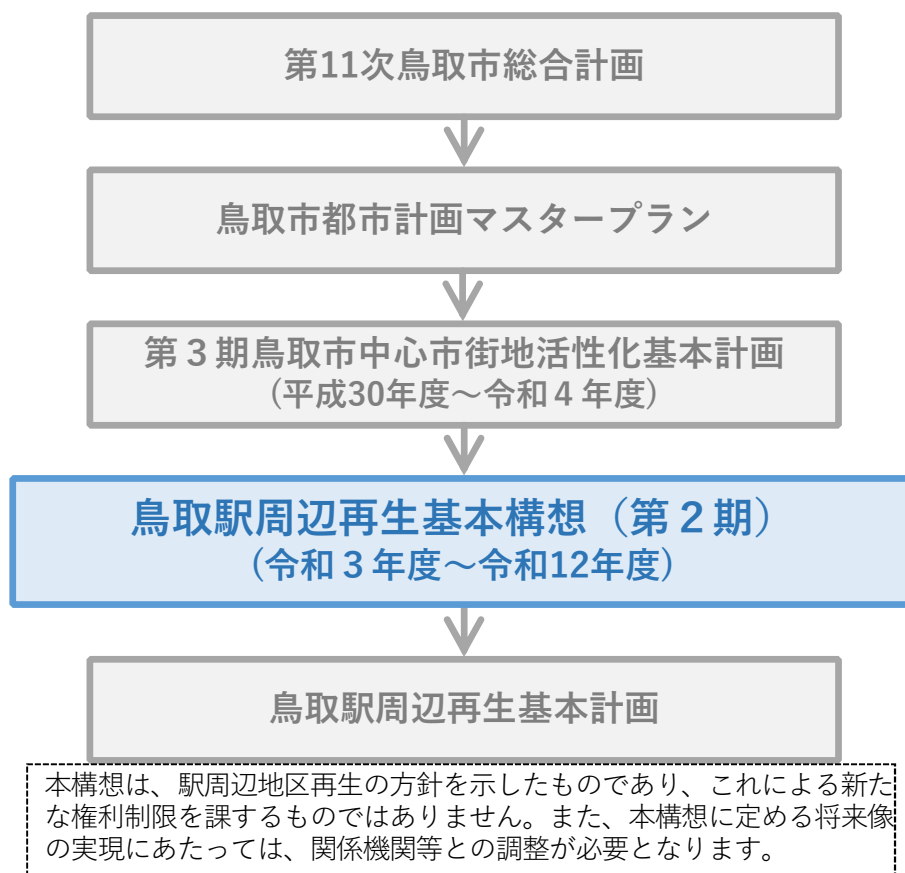 第11次鳥取市総合計画
鳥取市都市計画マスタープラン
第３期鳥取市中心市街地活性化基本計画
(平成30年度～令和４年度)
鳥取駅周辺再生基本構想（第２期）
(令和３年度～令和12年度)
鳥取駅周辺再生基本計画
本構想は、駅周辺地区再生の方針を示したものであり、これによる新た
な権利制限を課するものではありません。また、本構想に定める将来像
の実現にあたっては、関係機関等との調整が必要となります。